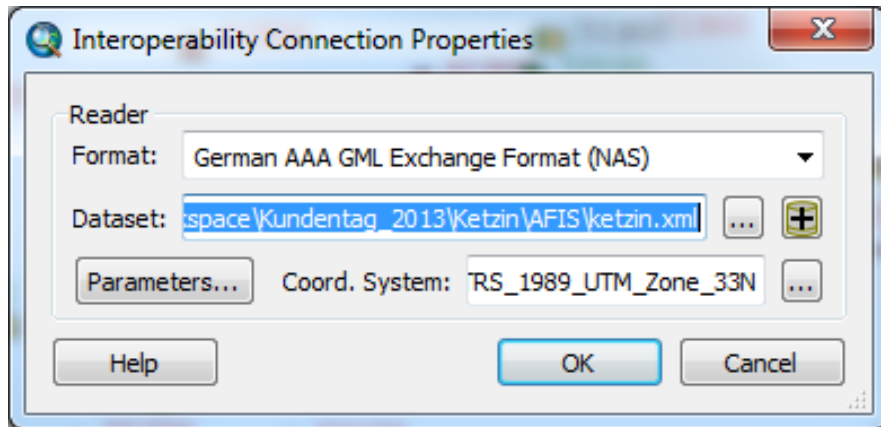 Interoperability Connection Properties
Reader
Format: German AAA GML Exchange Format (NAS)
Dataset: :space\Kundentag_2013\Ketzin\AFIS\ketzin.xml ...
Parameters... Coord. System: TRS_1989_UTM_Zone_33N ...
Help OK Cancel